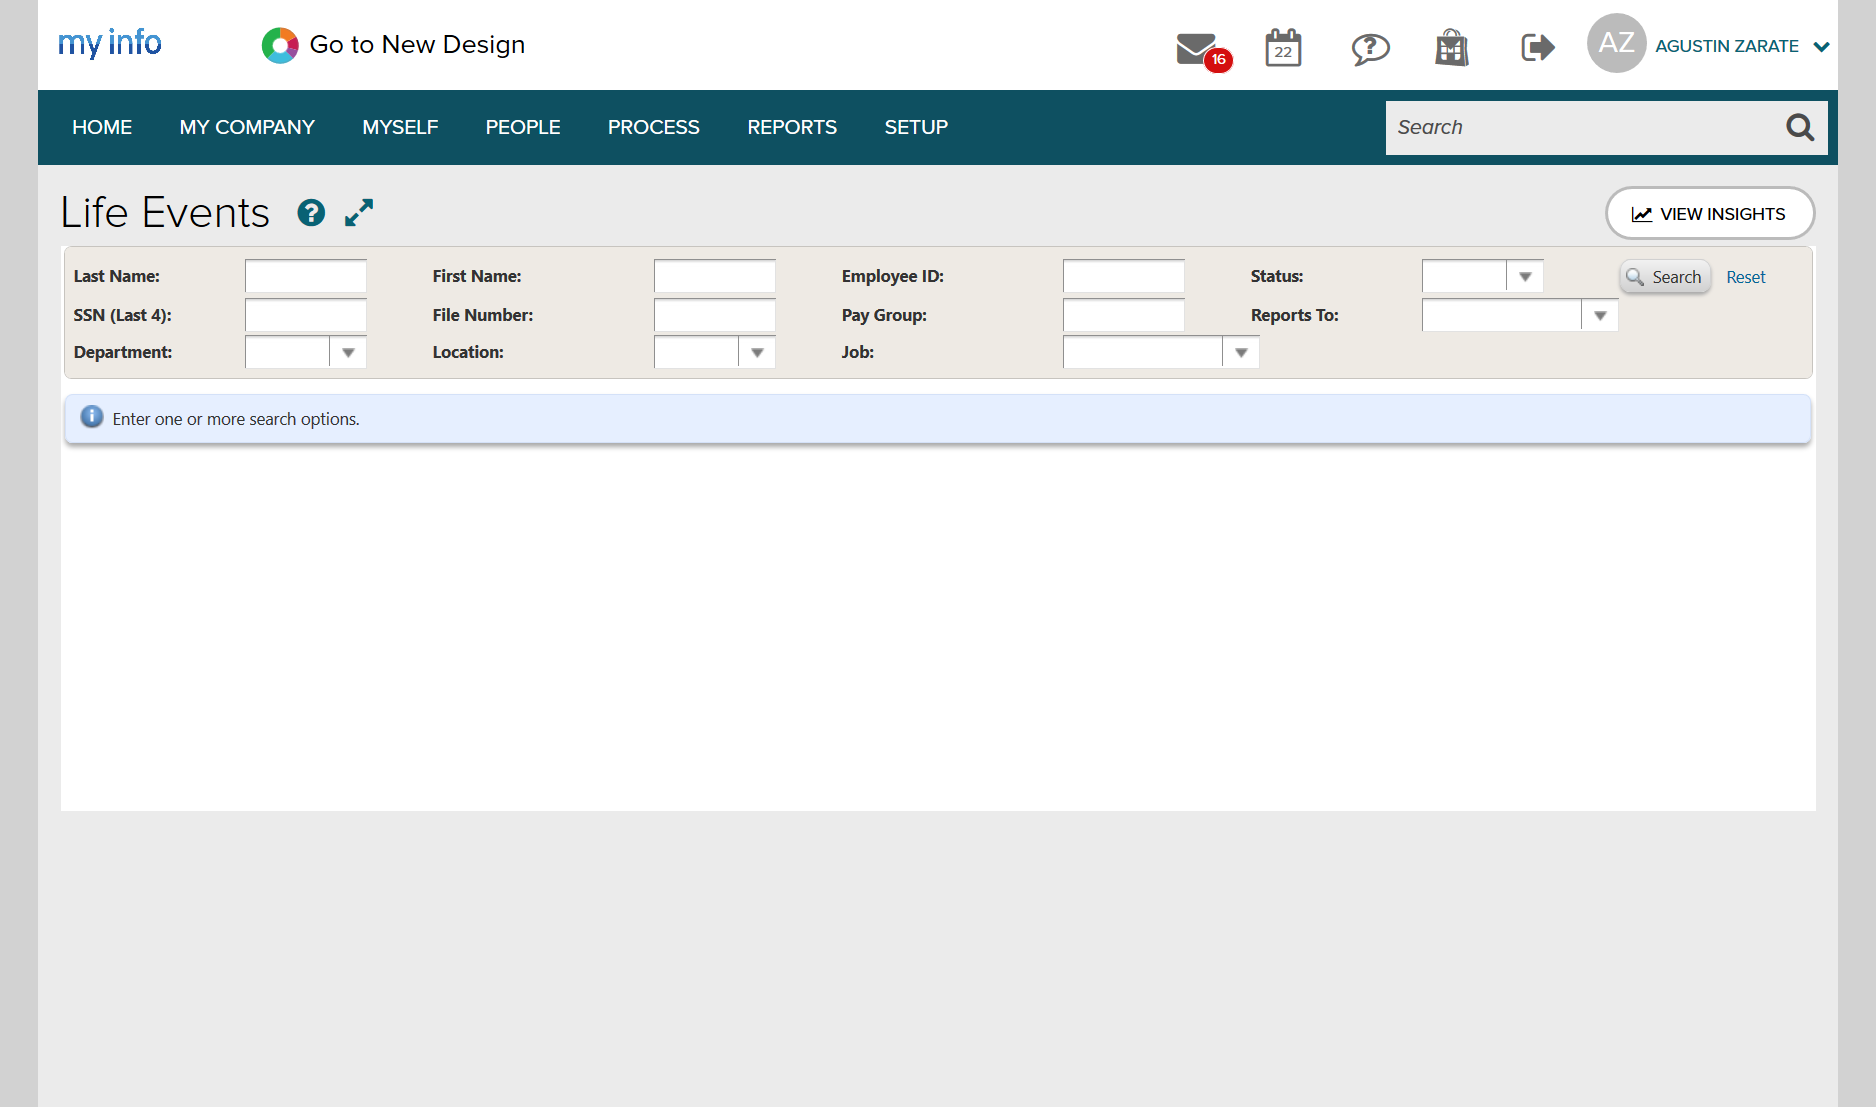 my info
Go to New Design
16
22
AZ
AGUSTIN ZARATE
HOME
MY COMPANY
MYSELF
PEOPLE
PROCESS
REPORTS
SETUP
Search
Life Events
VIEW INSIGHTS
Last Name:
First Name:
Employee ID:
Status:
Search
Reset
SSN (Last 4):
File Number:
Pay Group:
Reports To:
Department:
Location:
Job:
Enter one or more search options.